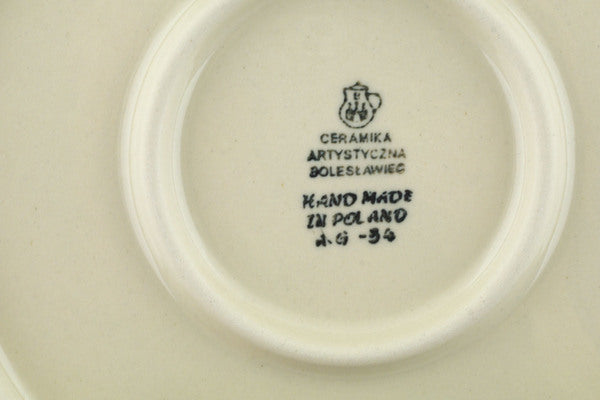 CERAMIKA
ARTYSTYCZNA
BOLESŁAWIEC
HAND MADE
IN POLAND
A.G -34